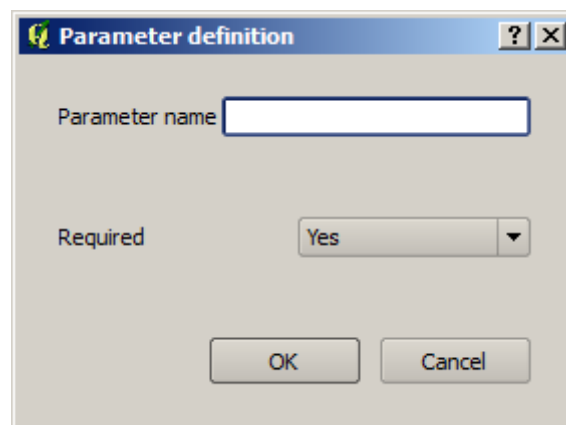 Parameter definition
?
Parameter name
Required Yes
OK Cancel